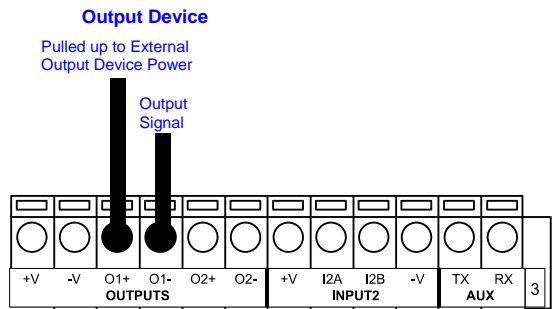 Output Device
Pulled up to External
Output Device Power
Output
Signal
+V -V O1+ O1- O2+ O2- +V I2A I2B -V TX RX 3
OUTPUTS INPUT2 AUX